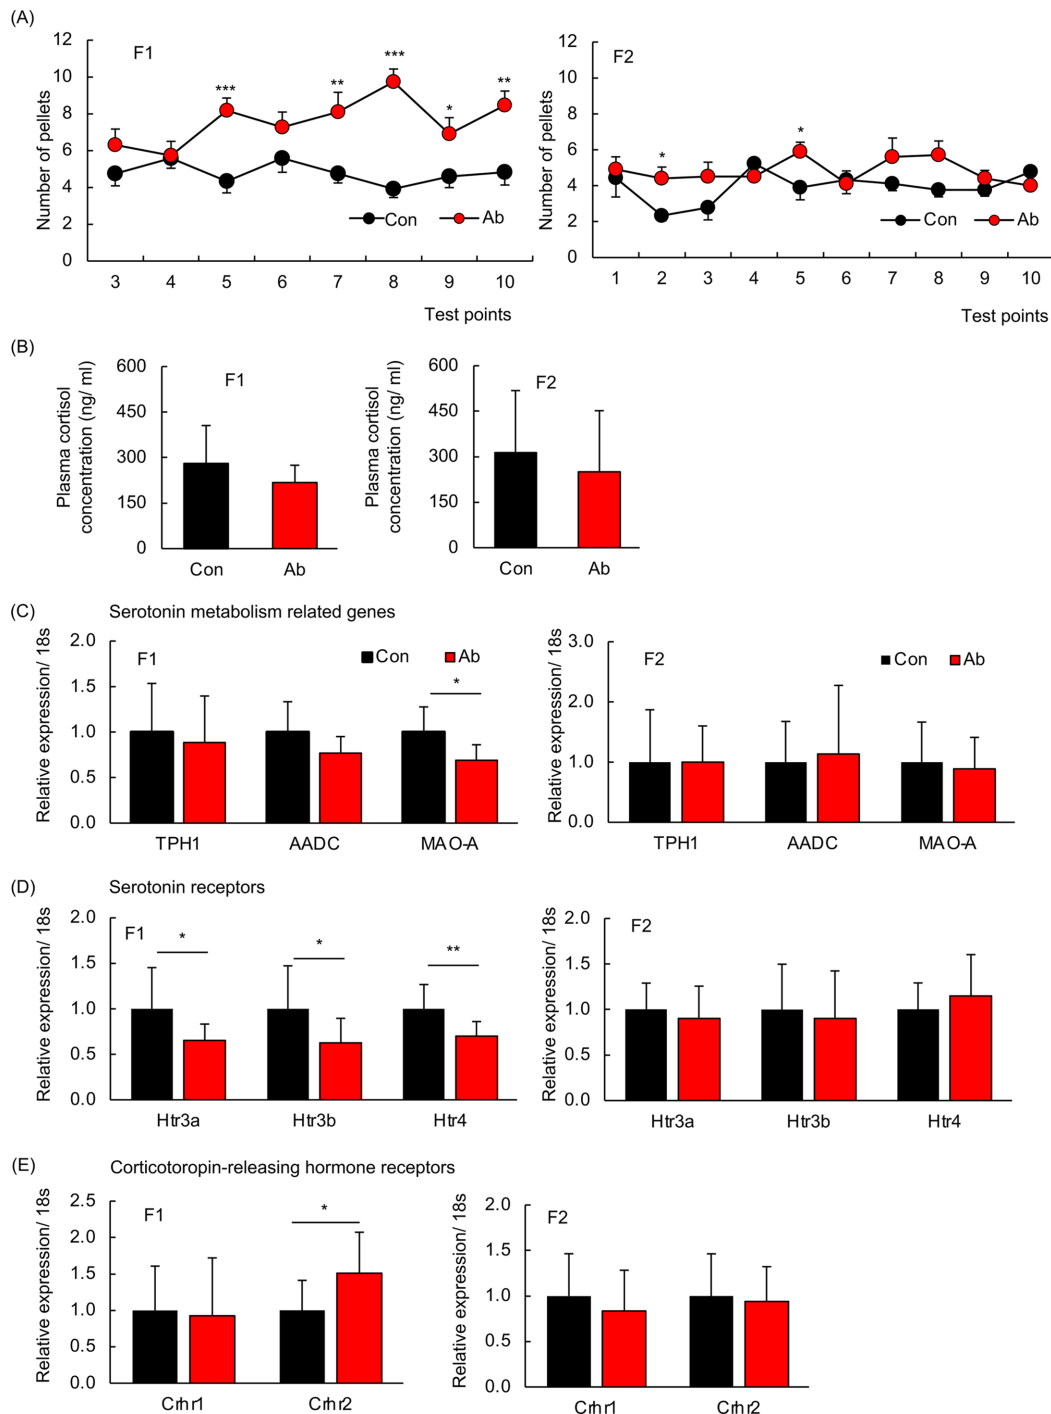 (A)
F1
Number of pellets
12
10
8
6
4
2
0
***
**
***
*
**
Con
Ab
3 4 5 6 7 8 9 10
Test points
F2
Number of pellets
12
10
8
6
4
2
0
*
*
Con
Ab
1 2 3 4 5 6 7 8 9 10
Test points
(B)
F1
Plasma cortisol
concentration (ng/ ml)
600
450
300
150
0
Con Ab
F2
Plasma cortisol
concentration (ng/ ml)
600
450
300
150
0
Con Ab
(C)
Serotonin metabolism related genes
F1
Relative expression/ 18s
2.0
1.5
1.0
0.5
0.0
Con
Ab
*
TPH1 AADC MAO-A
F2
Relative expression/ 18s
3.0
2.0
1.0
0.0
Con
Ab
TPH1 AADC MAO-A
(D)
Serotonin receptors
F1
Relative expression/ 18s
2.0
1.5
1.0
0.5
0.0
*
*
**
Htr3a Htr3b Htr4
F2
Relative expression/ 18s
2.0
1.5
1.0
0.5
0.0
Htr3a Htr3b Htr4
(E)
Corticotoropin-releasing hormone receptors
F1
Relative expression/ 18s
2.5
2.0
1.5
1.0
0.5
0.0
*
Crhr1 Crhr2
F2
Relative expression/ 18s
2.0
1.5
1.0
0.5
0.0
Crhr1 Crhr2